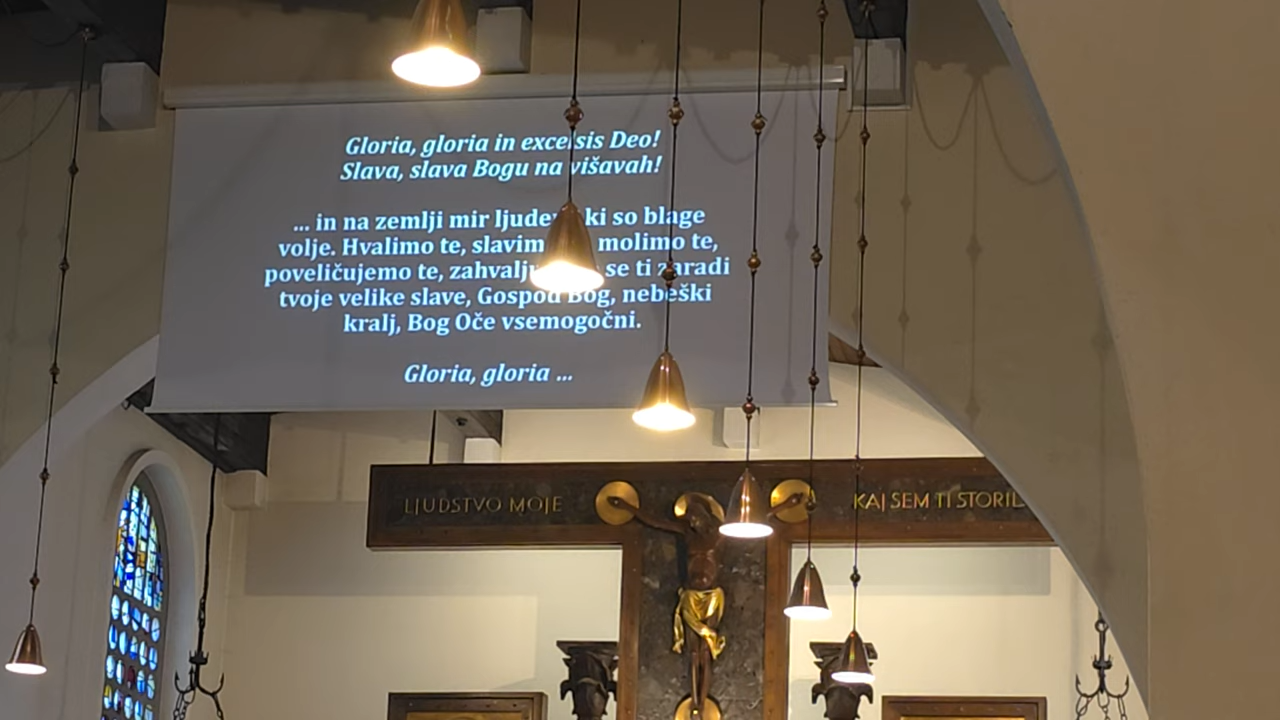 Gloria, gloria in excelsis Deo!
Slava, slava Bogu na višavah!
... in na zemlji mir ljudem, ki so blage
volje. Hvalimo te, slavimo molimo te,
poveličujemo te, se ti zaradi
tvoje velike slave, Gospod Bog, nebeški
kralj, Bog Oče vsemogočni.
Gloria, gloria ...
LJUDSTVO MOJE KAJ SEM TI STORIL